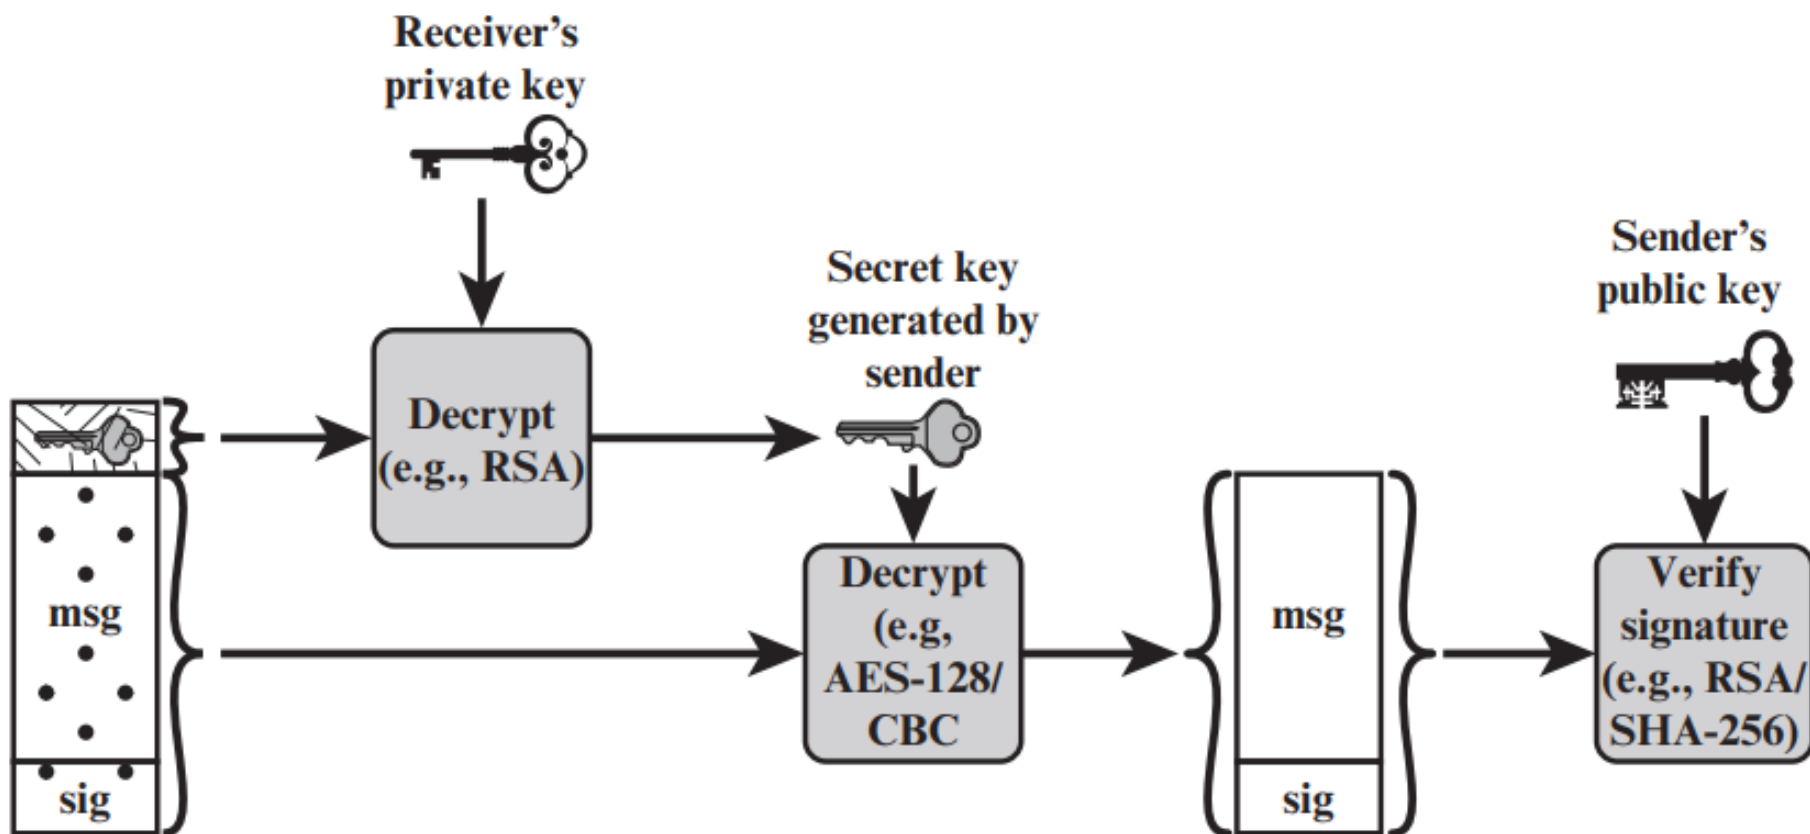 Receiver's
private key
Secret key
generated by
sender
Sender's
public key
Decrypt
(e.g., RSA)
msg
sig
Decrypt
(e.g,
AES-128/
CBC
msg
sig
Verify
signature
(e.g., RSA/
SHA-256)